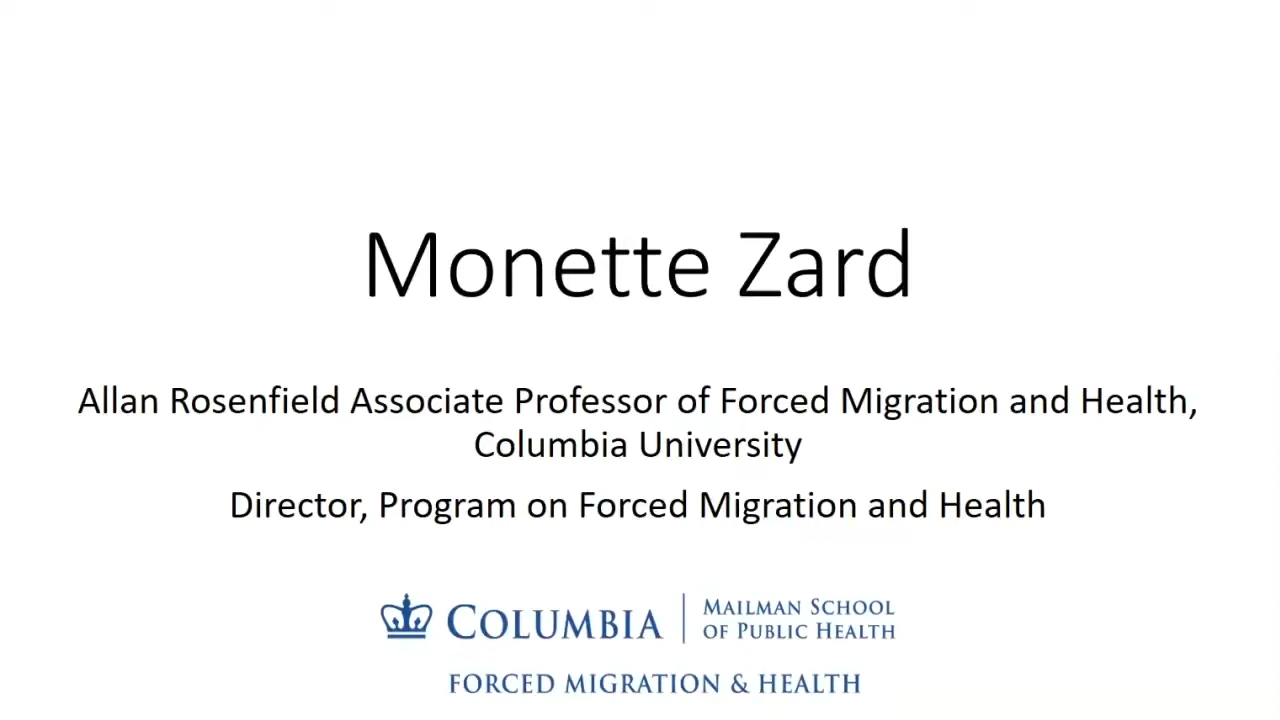 Monette Zard
Allan Rosenfield Associate Professor of Forced Migration and Health,
Columbia University
Director, Program on Forced Migration and Health
COLUMBIA
MAILMAN SCHOOL
OF PUBLIC HEALTH
FORCED MIGRATION & HEALTH